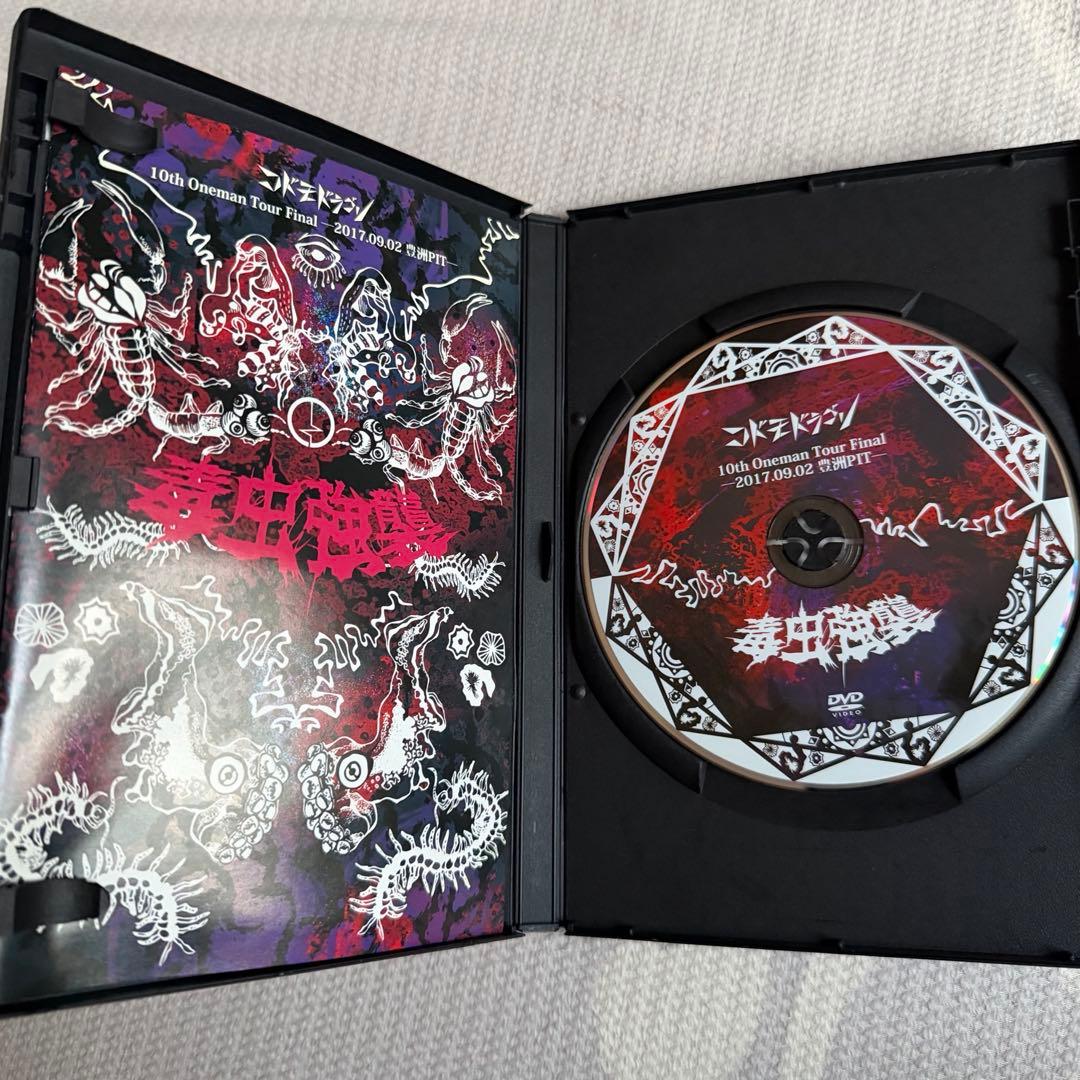 コドモドラゴン
10th Oneman Tour Final —2017.09.02 豊洲PIT—
毒虫強襲
コドモドラゴン
10th Oneman Tour Final
—2017.09.02 豊洲PIT—
毒虫強襲
DVD
VIDEO